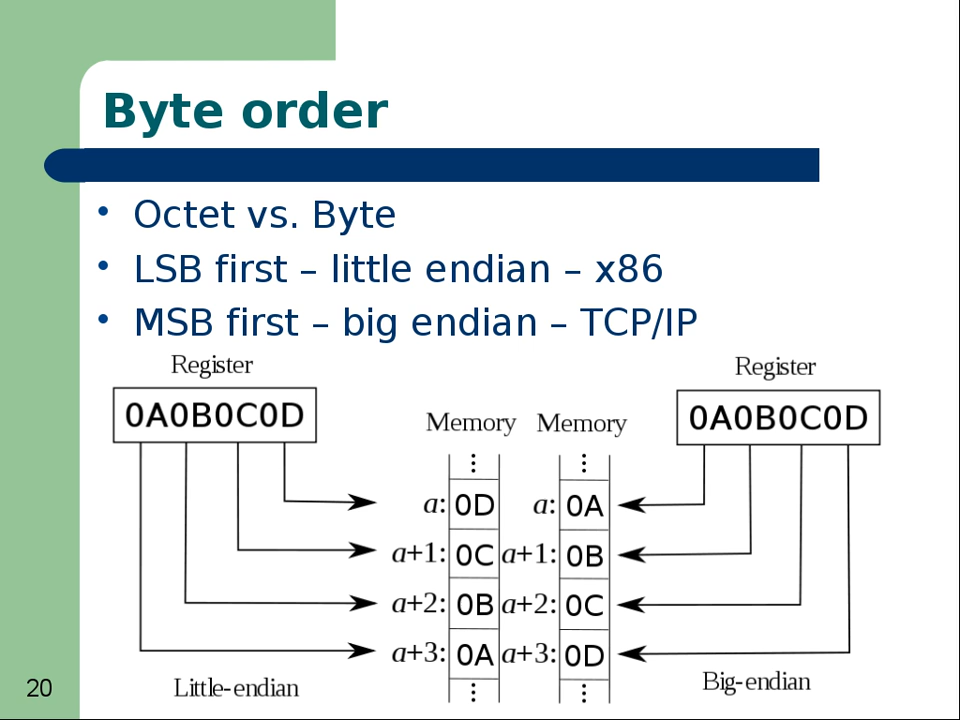 Byte order
• Octet vs. Byte
• LSB first – little endian – x86
• MSB first – big endian – TCP/IP
Register
Register
0A0B0C0D
0A0B0C0D
Memory Memory
⋮ ⋮
a: 0D a: 0A
a+1: 0C a+1: 0B
a+2: 0B a+2: 0C
a+3: 0A a+3: 0D
⋮ ⋮
Little-endian
Big-endian
20